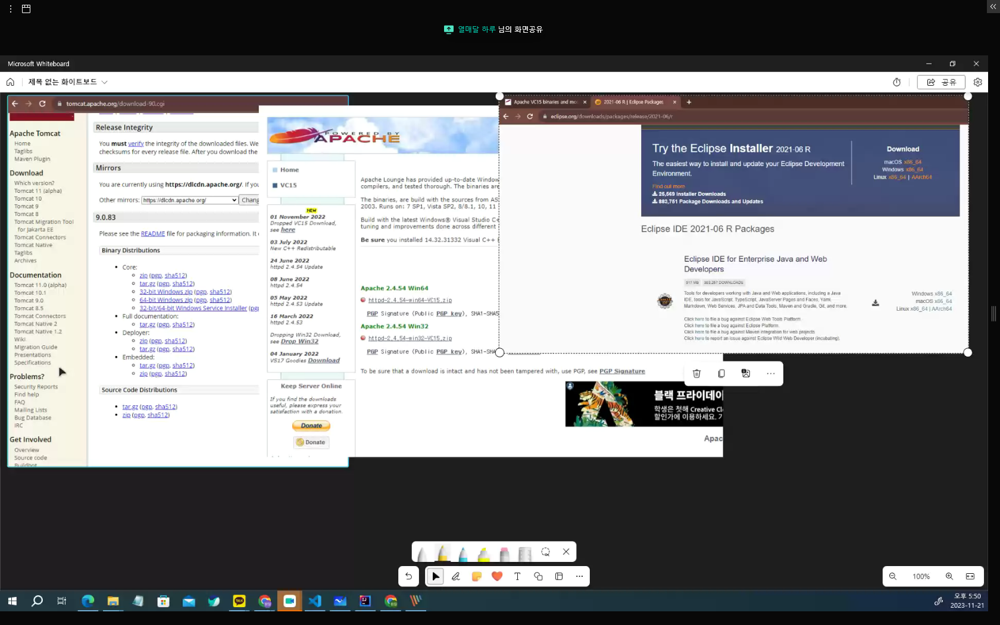 열매달 하루 님의 화면공유
Microsoft Whiteboard
제목 없는 화이트보드
공유
tomcat.apache.org/download-90.cgi
Apache Tomcat
Home
Taglibs
Maven Plugin
Download
Which version?
Tomcat 11 (alpha)
Tomcat 10
Tomcat 9
Tomcat 8
Tomcat Migration Tool
for Jakarta EE
Tomcat Connectors
Tomcat Native
Taglibs
Archives
Documentation
Tomcat 11.0 (alpha)
Tomcat 10.1
Tomcat 9.0
Tomcat 8.5
Tomcat Connectors
Tomcat Native 2
Tomcat Native 1.2
Wiki
Migration Guide
Presentations
Specifications
Problems?
Security Reports
Find help
FAQ
Mailing Lists
Bug Database
IRC
Get Involved
Overview
Source code
Buildbot
Release Integrity
You must verify the integrity of the downloaded files. We
checksums for every release file. After you download the
Mirrors
You are currently using https://dlcdn.apache.org/. If you
Other mirrors: https://dlcdn.apache.org/ Chang
9.0.83
Please see the README file for packaging information. It
Binary Distributions
Core:
zip (pgp, sha512)
tar.gz (pgp, sha512)
32-bit Windows zip (pgp, sha512)
64-bit Windows zip (pgp, sha512)
32-bit/64-bit Windows Service Installer (pgp
Full documentation:
tar.gz (pgp, sha512)
Deployer:
zip (pgp, sha512)
tar.gz (pgp, sha512)
Embedded:
tar.gz (pgp, sha512)
zip (pgp, sha512)
Source Code Distributions
tar.gz (pgp, sha512)
zip (pgp, sha512)
POWERED BY
APACHE
Home
VC15
NEW
01 November 2022
Dropped VC15 Download,
see here
03 July 2022
New C++ Redistributable
24 June 2022
httpd 2.4.54 Update
08 June 2022
httpd 2.4.54
05 May 2022
httpd 2.4.53 Update
16 March 2022
httpd 2.4.53
Dropping Win32 Download,
see Drop Win32
04 January 2022
VS17 Goodies Download
Keep Server Online
If you find the downloads
useful, please express your
satisfaction with a donation.
Donate
Donate
Apache Lounge has provided up-to-date Window
compilers, and tested thorough. The binaries are
The binaries, are build with the sources from AS
2003. Runs on: 7 SP1, Vista SP2, 8/8.1, 10, 11
Build with the latest Windows® Visual Studio C+
tuning and improvements done across different
Be sure you installed 14.32.31332 Visual C++
Apache 2.4.54 Win64
httpd-2.4.54-win64-VC15.zip
PGP Signature (Public PGP key), SHA1-SHA5
Apache 2.4.54 Win32
httpd-2.4.54-win32-VC15.zip
PGP Signature (Public PGP key), SHA1-SHA
To be sure that a download is intact and has not been tampered with, use PGP, see PGP Signature
블랙 프라이데이
학생은 첫해 Creative Cl
할인가에 이용하세요.
Apac
Apache VC15 binaries and mo
2021-06 R | Eclipse Packages
eclipse.org/downloads/packages/release/2021-06/r
Try the Eclipse Installer 2021-06 R
The easiest way to install and update your Eclipse Development
Environment.
Find out more
25,569 Installer Downloads
883,751 Package Downloads and Updates
Download
macOS x86_64
Windows x86_64
Linux x86_64 | AArch64
Eclipse IDE 2021-06 R Packages
Eclipse IDE for Enterprise Java and Web
Developers
517 MB 383,257 DOWNLOADS
Tools for developers working with Java and Web applications, including a Java
IDE, tools for JavaScript, TypeScript, JavaServer Pages and Faces, Yaml,
Markdown, Web Services, JPA and Data Tools, Maven and Gradle, Git, and more.
Click here to file a bug against Eclipse Web Tools Platform.
Click here to file a bug against Eclipse Platform.
Click here to file a bug against Maven integration for web projects.
Click here to report an issue against Eclipse Wild Web Developer (incubating).
Windows x86_64
macOS x86_64
Linux x86_64 | AArch64
100%
오후 5:50
2023-11-21